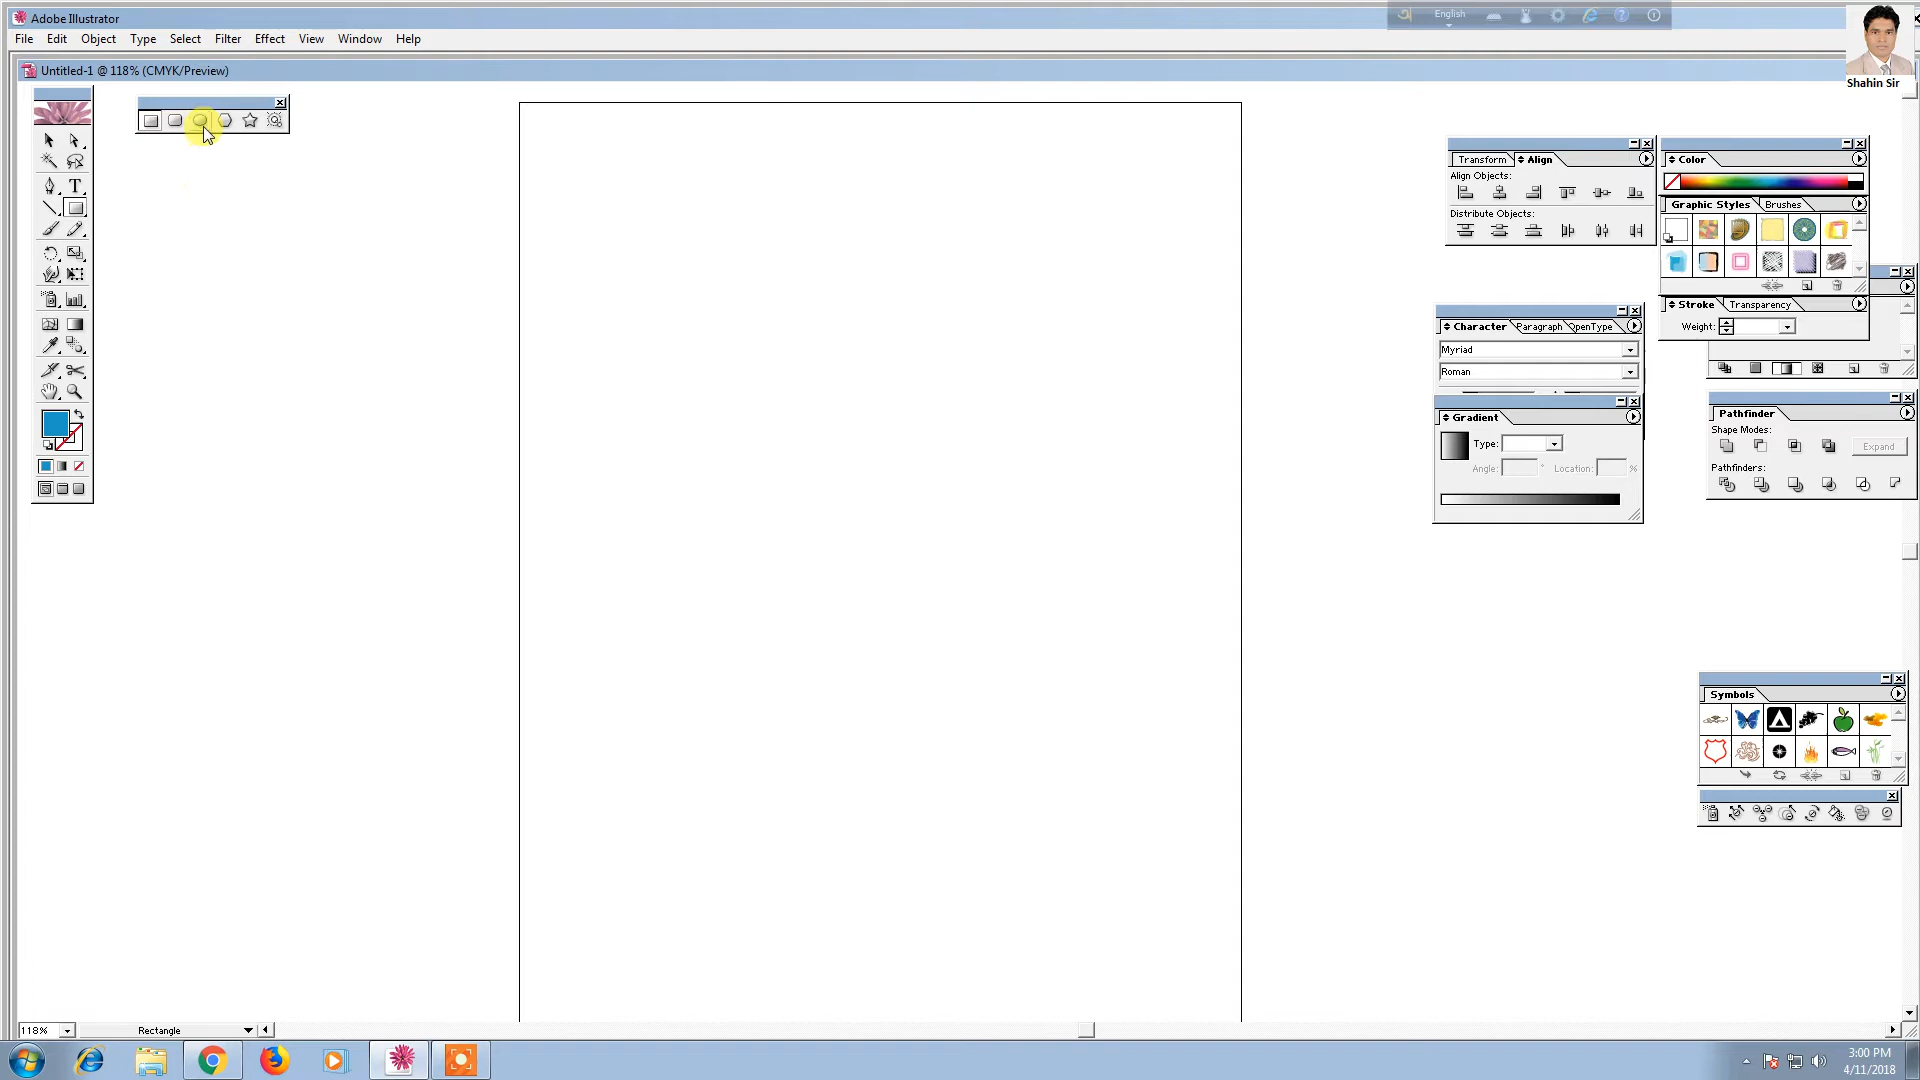 Adobe Illustrator
English
File Edit Object Type Select Filter Effect View Window Help
Shahin Sir
Untitled-1 @ 118% (CMYK/Preview)
Transform Align
Align Objects:
Distribute Objects:
Color
Graphic Styles Brushes
Stroke Transparency
Weight:
Character Paragraph OpenType
Myriad
Roman
Gradient
Type:
Angle: ° Location: %
Pathfinder
Shape Modes:
Expand
Pathfinders:
Symbols
118% Rectangle
3:00 PM
4/11/2018